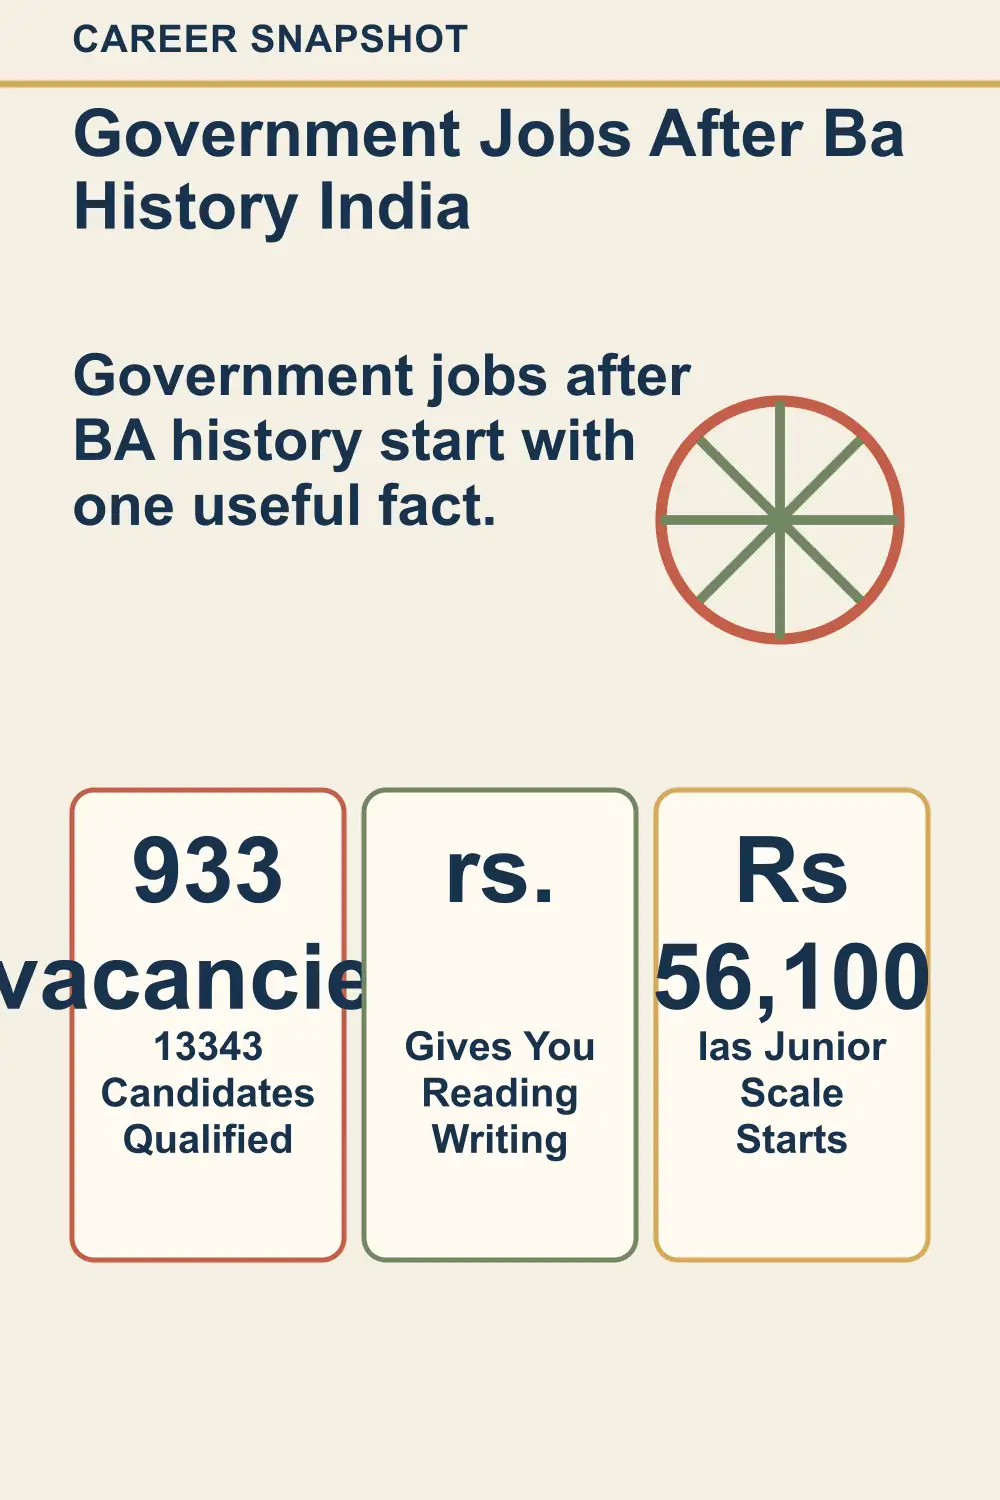 CAREER SNAPSHOT
Government Jobs After Ba
History India
Government jobs after
BA history start with
one useful fact.
933
vacancie
13343
Candidates
Qualified
rs.
Gives You
Reading
Writing
Rs
56,100
Ias Junior
Scale
Starts